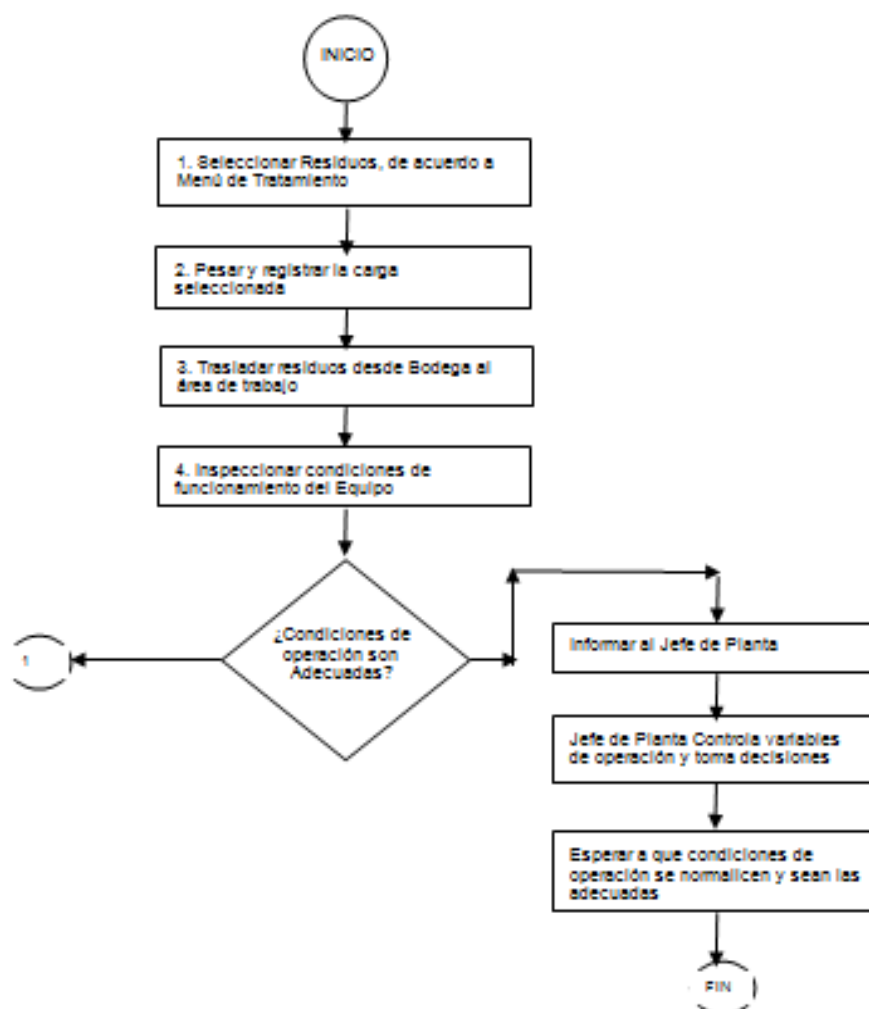 INICIO
1. Seleccionar Residuos, de acuerdo a
Menú de Tratamiento
2. Pesar y registrar la carga
seleccionada
3. Trasladar residuos desde Bodega al
área de trabajo
4. Inspeccionar condiciones de
funcionamiento del Equipo
¿Condiciones de
operación son
Adecuadas?
1
Informar al Jefe de Planta
Jefe de Planta Controla variables
de operación y toma decisiones
Esperar a que condiciones de
operación se normalicen y sean las
adecuadas
FIN